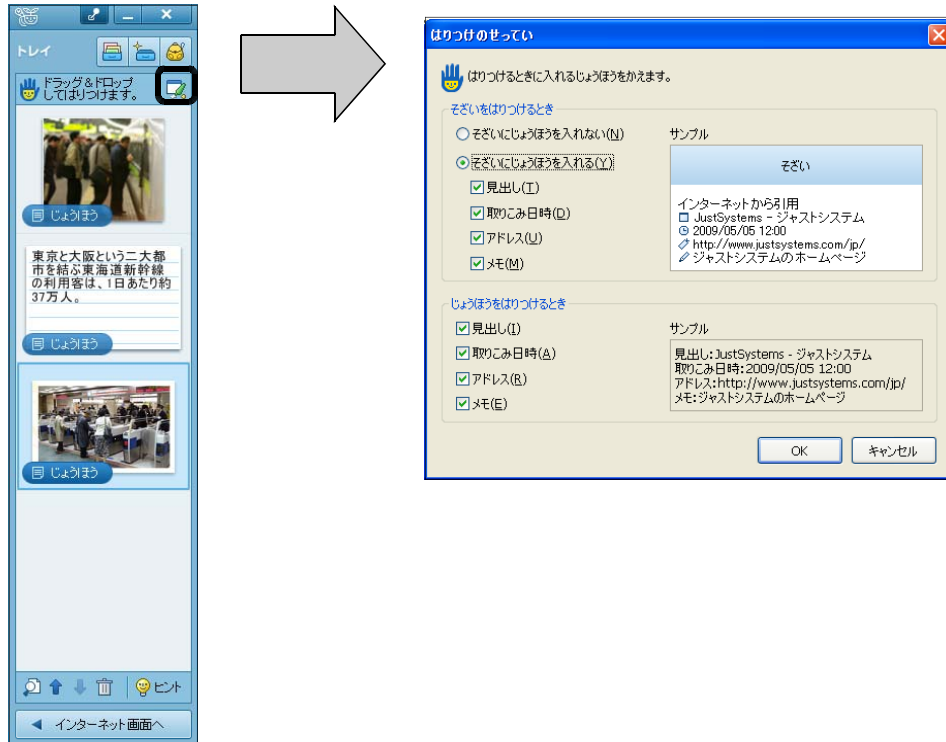 トレイ
ドラッグ&ドロップ
してはりつけます。
じょうほう
東京と大阪という二大都
市を結ぶ東海道新幹線
の利用客は、1日あたり約
37万人。
じょうほう
じょうほう
ヒント
インターネット画面へ
はりつけのせってい
はりつけるときに入れるじょうほうをかえます。
そざいをはりつけるとき
そざいにじょうほうを入れない(N)
そざいにじょうほうを入れる(Y)
見出し(T)
取りこみ日時(D)
アドレス(U)
メモ(M)
サンプル
そざい
インターネットから引用
JustSystems - ジャストシステム
2009/05/05 12:00
http://www.justsystems.com/jp/
ジャストシステムのホームページ
じょうほうをはりつけるとき
見出し(I)
取りこみ日時(A)
アドレス(R)
メモ(E)
サンプル
見出し:JustSystems - ジャストシステム
取りこみ日時:2009/05/05 12:00
アドレス:http://www.justsystems.com/jp/
メモ:ジャストシステムのホームページ
OK
キャンセル